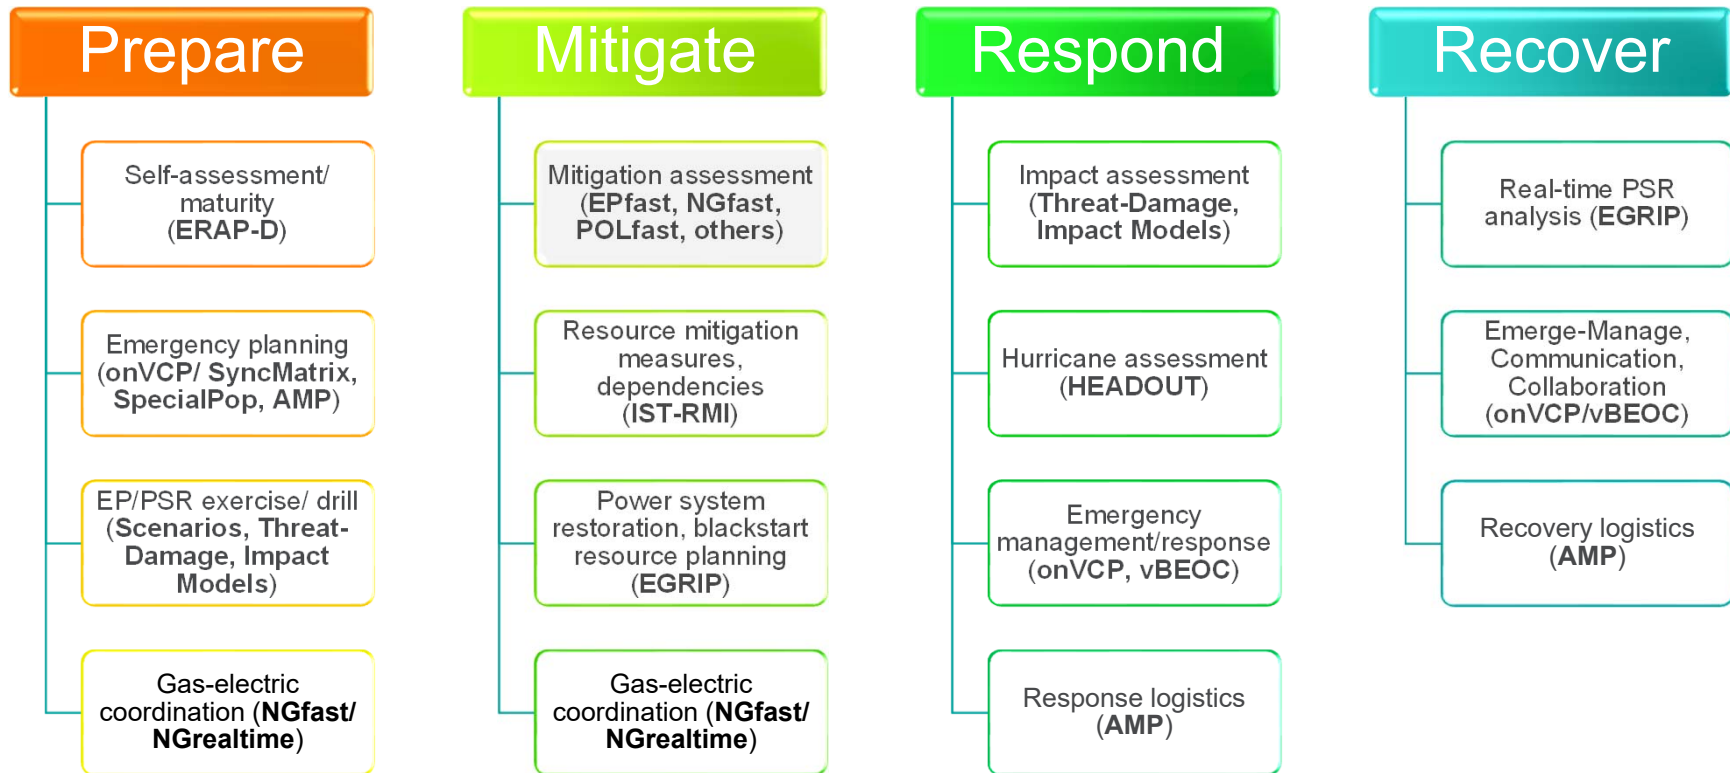 Prepare
Self-assessment/
maturity
(ERAP-D)
Emergency planning
(onVCP/ SyncMatrix,
SpecialPop, AMP)
EP/PSR exercise/ drill
(Scenarios, Threat-
Damage, Impact
Models)
Gas-electric
coordination (NGfast/
NGrealtime)
Mitigate
Mitigation assessment
(EPfast, NGfast,
POLfast, others)
Resource mitigation
measures,
dependencies
(IST-RMI)
Power system
restoration, blackstart
resource planning
(EGRIP)
Gas-electric
coordination (NGfast/
NGrealtime)
Respond
Impact assessment
(Threat-Damage,
Impact Models)
Hurricane assessment
(HEADOUT)
Emergency
management/response
(onVCP, vBEOC)
Response logistics
(AMP)
Recover
Real-time PSR
analysis (EGRIP)
Emerge-Manage,
Communication,
Collaboration
(onVCP/vBEOC)
Recovery logistics
(AMP)